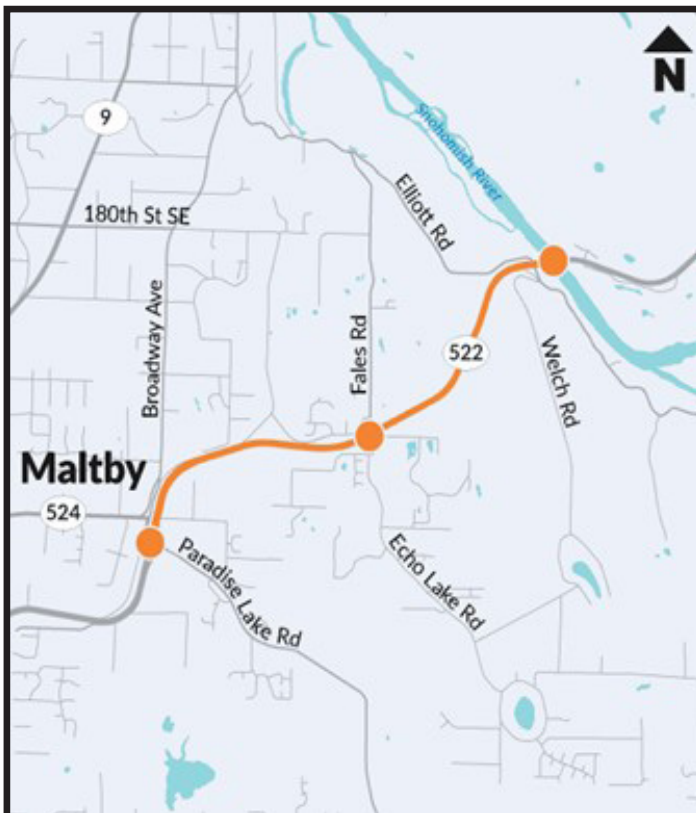 N
9
Snohomish River
180th St SE
Elliott Rd
Broadway Ave
Fales Rd
522
Welch Rd
Maltby
524
Paradise Lake Rd
Echo Lake Rd